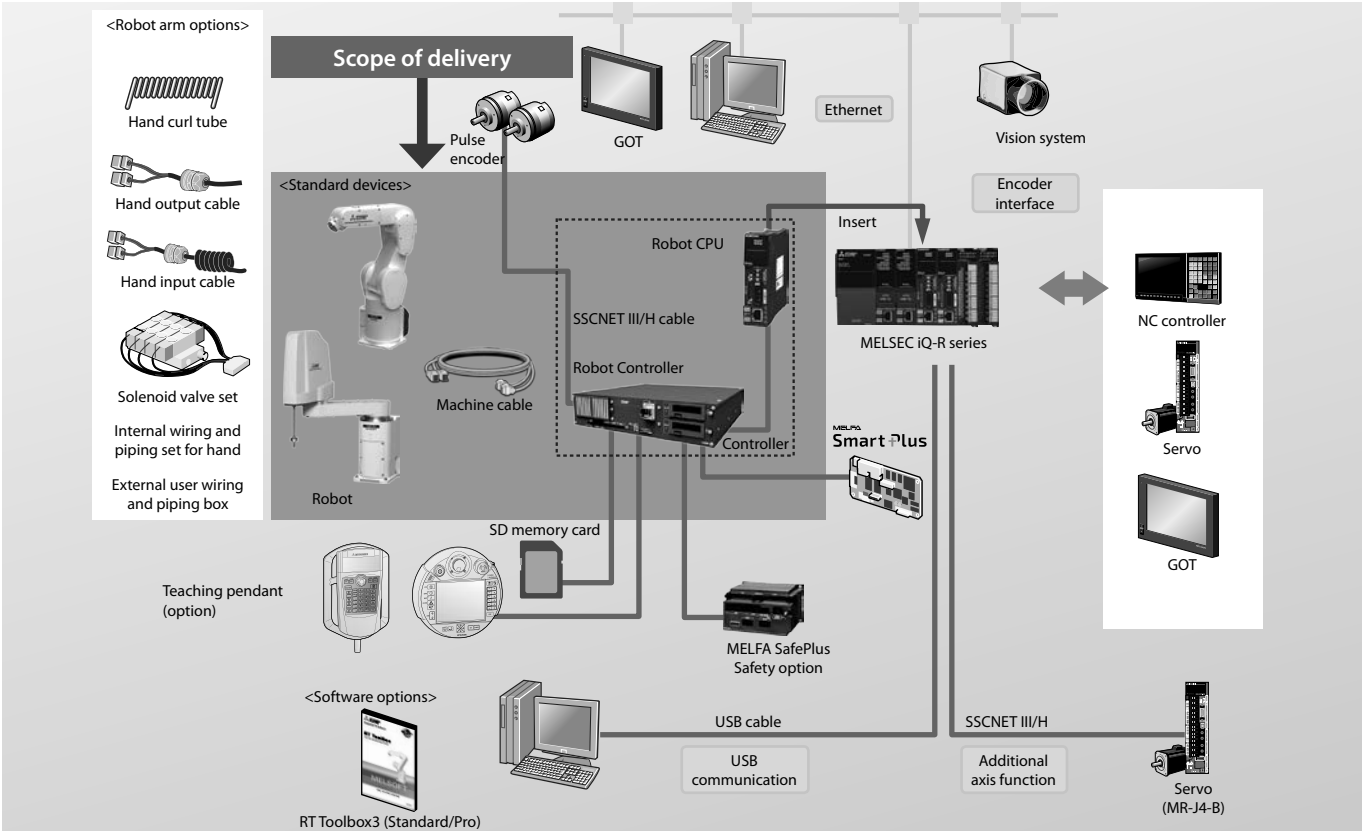 <Robot arm options>
Hand curl tube
Hand output cable
Hand input cable
Solenoid valve set
Internal wiring and
piping set for hand
External user wiring
and piping box
Scope of delivery
Pulse
encoder
GOT
Ethernet
Vision system
Encoder
interface
<Standard devices>
Robot CPU
Insert
SSCNET III/H cable
MELSEC iQ-R series
Machine cable
Robot Controller
Controller
Robot
MELFA
Smart Plus
NC controller
Servo
GOT
SD memory card
Teaching pendant
(option)
MELFA SafePlus
Safety option
<Software options>
RT ToolBox
MELSOFT
RT Toolbox3 (Standard/Pro)
USB cable
USB
communication
SSCNET III/H
Additional
axis function
Servo
(MR-J4-B)